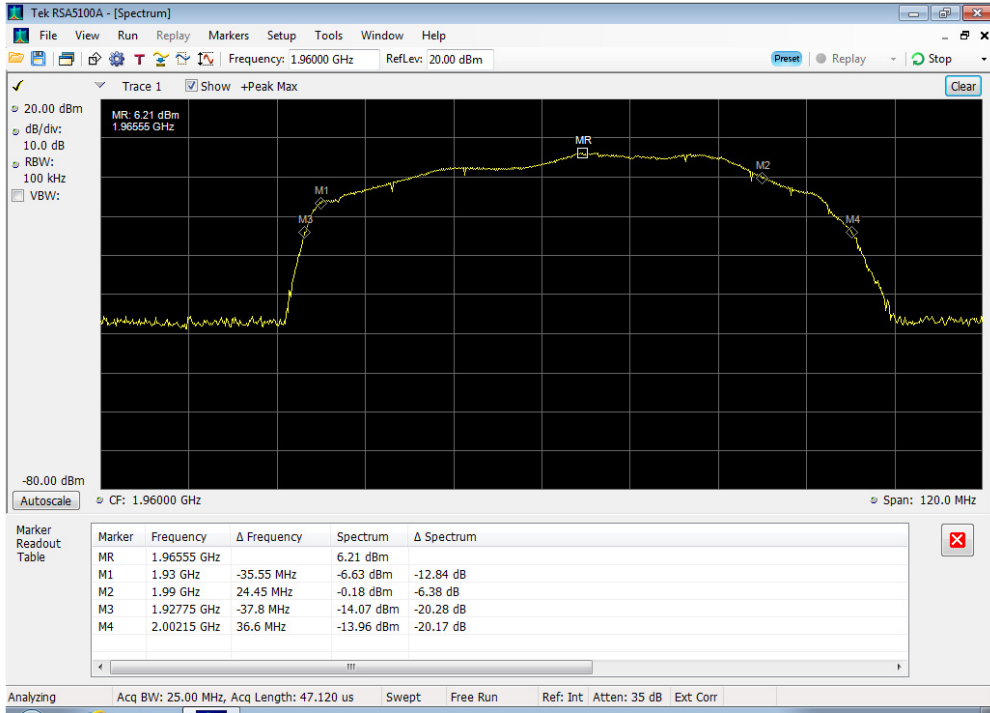 Tek RSA5100A - [Spectrum]
File View Run Replay Markers Setup Tools Window Help
T Frequency: 1.96000 GHz RefLev: 20.00 dBm Preset Replay Stop
Trace 1 Show +Peak Max Clear
20.00 dBm
dB/div:
10.0 dB
RBW:
100 kHz
VBW:
MR: 6.21 dBm
1.96555 GHz
MR
M2
M1
M3
M4
-80.00 dBm
Autoscale CF: 1.96000 GHz Span: 120.0 MHz
Marker
Readout
Table
Marker Frequency Δ Frequency Spectrum Δ Spectrum
MR 1.96555 GHz 6.21 dBm
M1 1.93 GHz -35.55 MHz -6.63 dBm -12.84 dB
M2 1.99 GHz 24.45 MHz -0.18 dBm -6.38 dB
M3 1.92775 GHz -37.8 MHz -14.07 dBm -20.28 dB
M4 2.00215 GHz 36.6 MHz -13.96 dBm -20.17 dB
Analyzing Acq BW: 25.00 MHz, Acq Length: 47.120 us Swept Free Run Ref: Int Atten: 35 dB Ext Corr